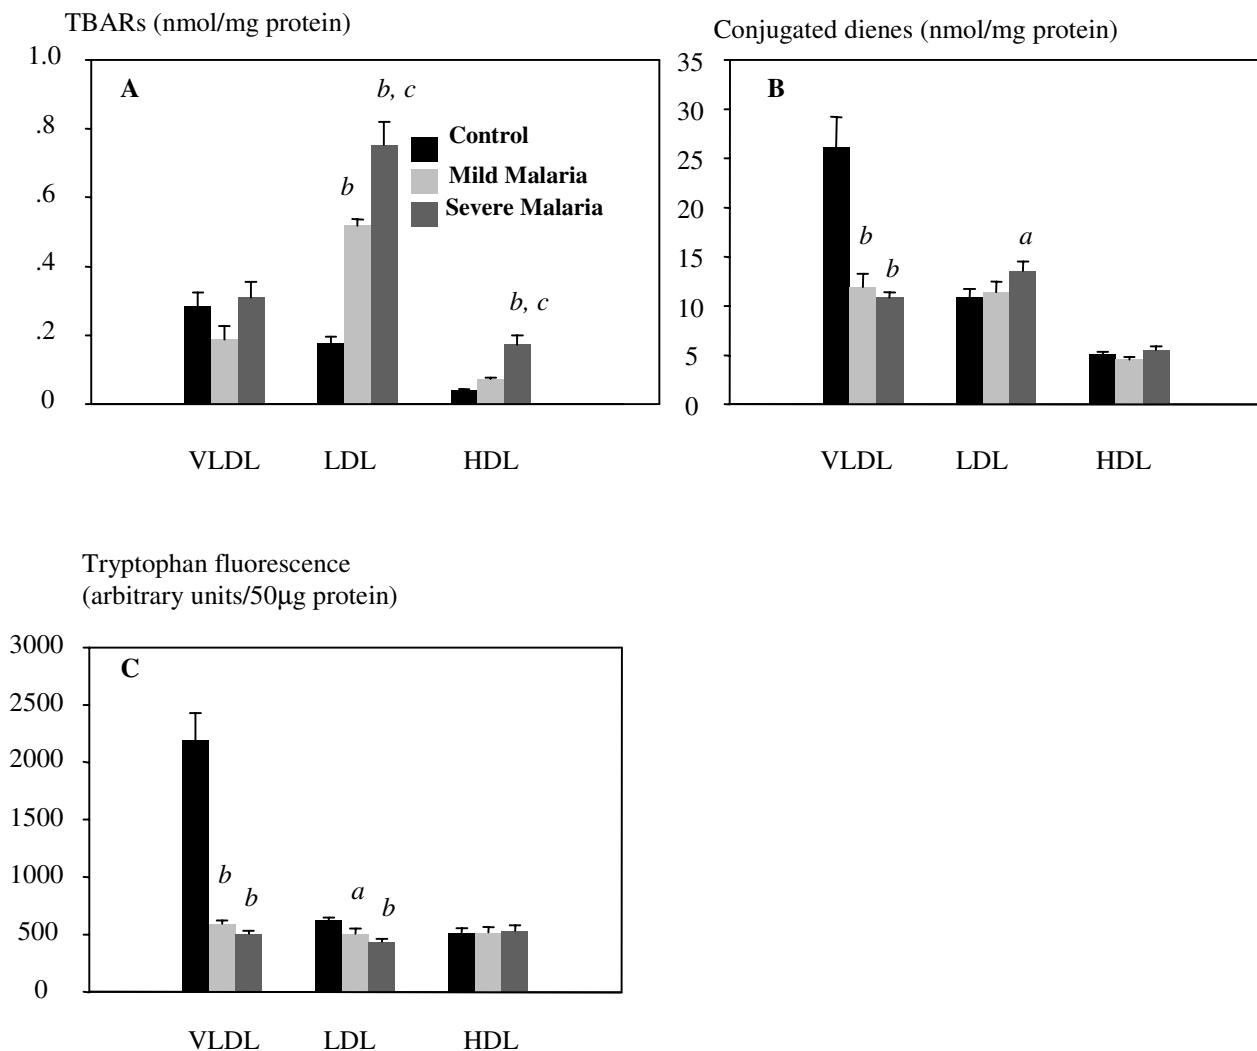 TBARs (nmol/mg protein)
1.0
.8
.6
.4
.2
0
A
b, c
b
b, c
Control
Mild Malaria
Severe Malaria
VLDL LDL HDL
Conjugated dienes (nmol/mg protein)
35
30
25
20
15
10
5
0
B
b
b
a
VLDL LDL HDL
Tryptophan fluorescence
(arbitrary units/50μg protein)
3000
2500
2000
1500
1000
500
0
C
b
b
a
b
VLDL LDL HDL